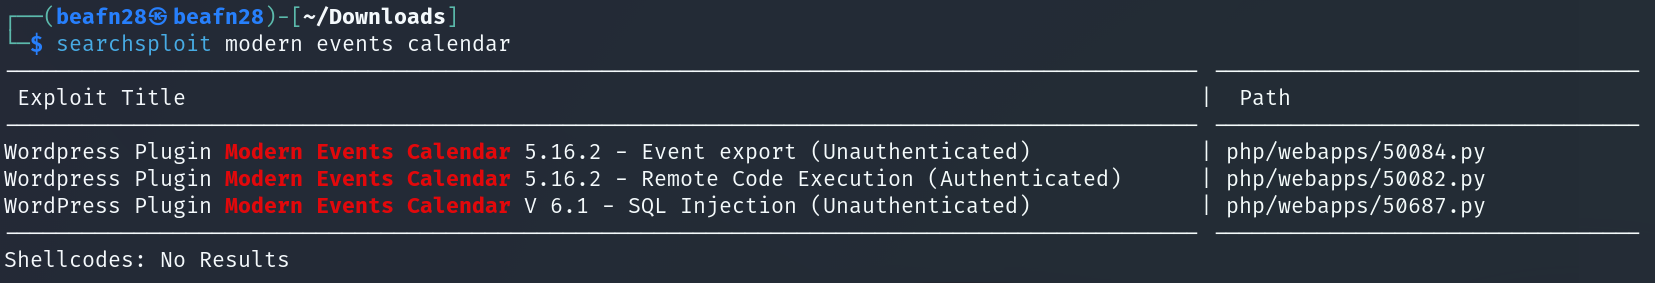 ┌──(beafn28㉿beafn28)-[~/Downloads]
└─$ searchsploit modern events calendar
Exploit Title | Path
Wordpress Plugin Modern Events Calendar 5.16.2 - Event export (Unauthenticated) | php/webapps/50084.py
Wordpress Plugin Modern Events Calendar 5.16.2 - Remote Code Execution (Authenticated) | php/webapps/50082.py
WordPress Plugin Modern Events Calendar V 6.1 - SQL Injection (Unauthenticated) | php/webapps/50687.py
Shellcodes: No Results